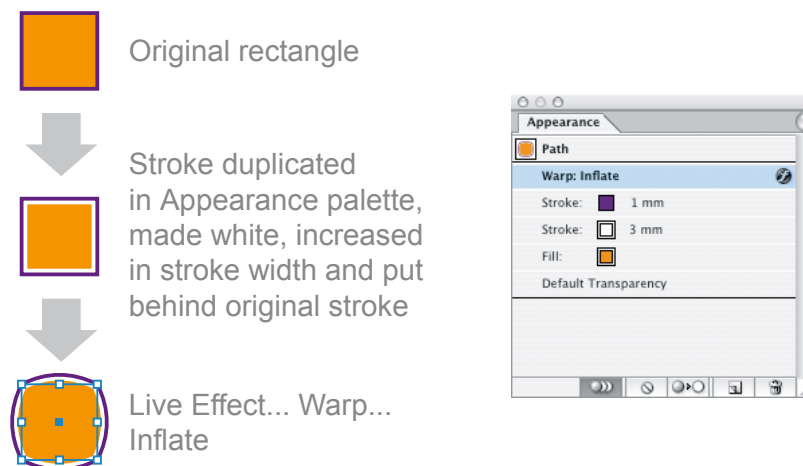 Original rectangle
Stroke duplicated
in Appearance palette,
made white, increased
in stroke width and put
behind original stroke
Live Effect... Warp...
Inflate
Appearance
Path
Warp: Inflate
Stroke: 1 mm
Stroke: 3 mm
Fill:
Default Transparency